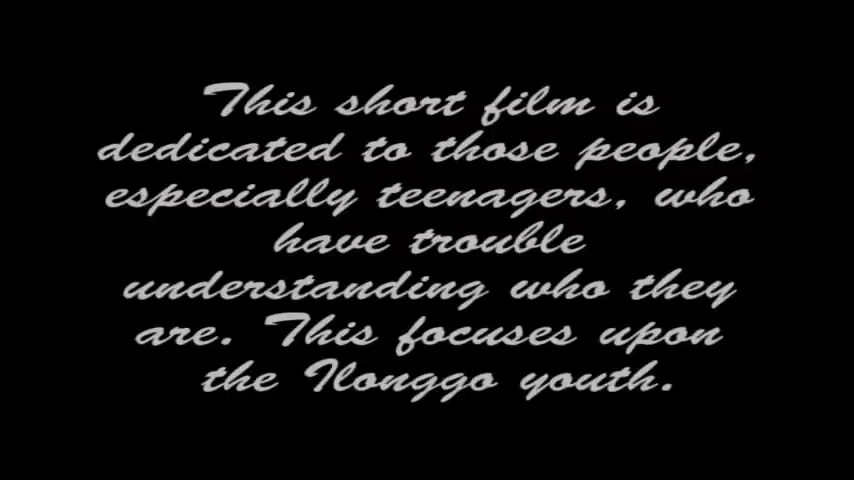 This short film is
dedicated to those people,
especially teenagers, who
have trouble
understanding who they
are. This focuses upon
the Ilonggo youth.